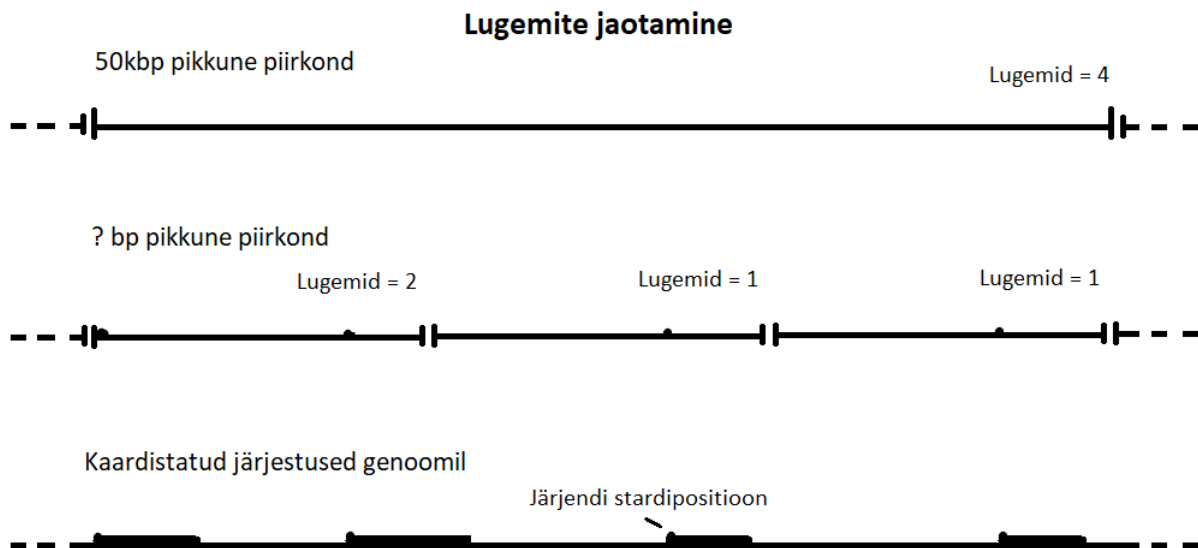 Lugemite jaotamine
50kbp pikkune piirkond
Lugemid = 4
? bp pikkune piirkond
Lugemid = 2
Lugemid = 1
Lugemid = 1
Kaardistatud järjestused genoomil
Järjendi stardipositioon